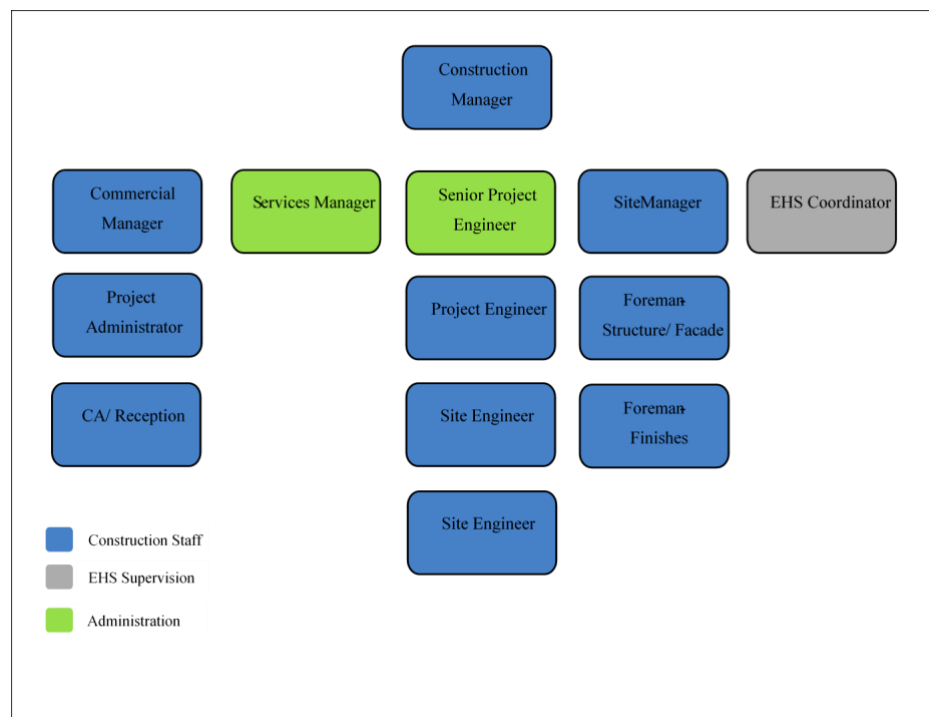 Construction
Manager
Commercial
Manager
Services Manager
Senior Project
Engineer
SiteManager
EHS Coordinator
Project
Administrator
Project Engineer
Foreman-
Structure/ Facade
CA/ Reception
Site Engineer
Foreman-
Finishes
Site Engineer
Construction Staff
EHS Supervision
Administration